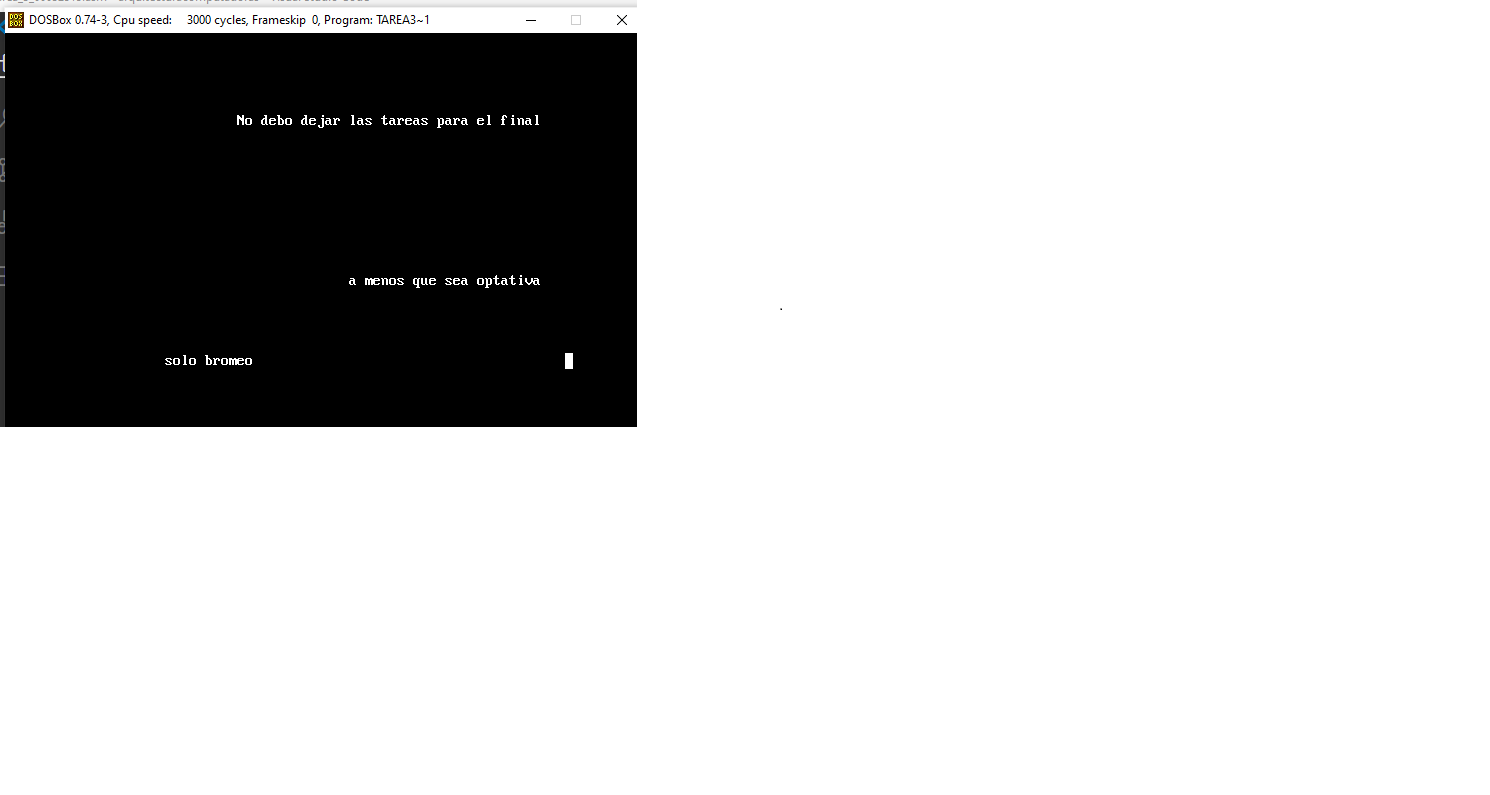 DOSBox 0.74-3, Cpu speed: 3000 cycles, Frameskip 0, Program: TAREA3~1
No debo dejar las tareas para el final
a menos que sea optativa
solo bromeo